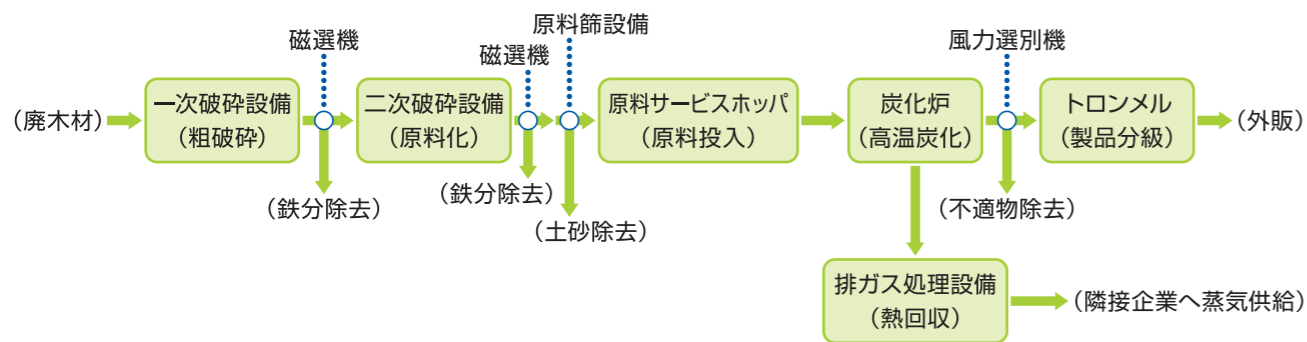 原料篩設備
磁選機
磁選機
風力選別機
(廃木材)
一次破砕設備
(粗破砕)
二次破砕設備
(原料化)
原料サービスホッパ
(原料投入)
炭化炉
(高温炭化)
トロンメル
(製品分級)
(外販)
(鉄分除去)
(鉄分除去)
(土砂除去)
(不適物除去)
排ガス処理設備
(熱回収)
(隣接企業へ蒸気供給)